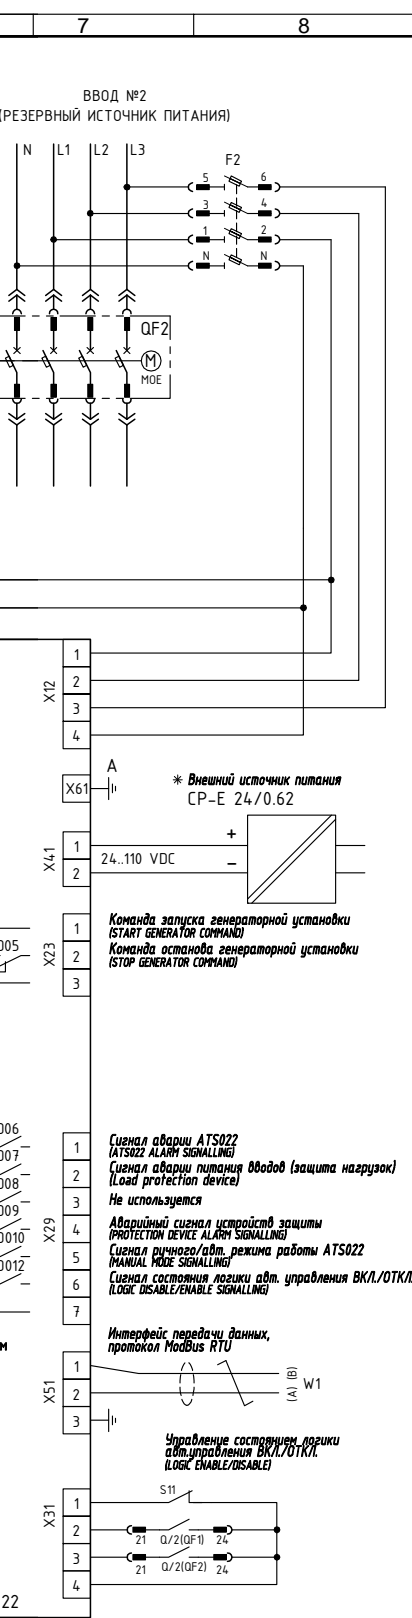 7 8
ВВОД №2
(РЕЗЕРВНЫЙ ИСТОЧНИК ПИТАНИЯ)
N L1 L2 L3
F2
5 6
3 4
1 2
N N
QF2
M
MOE
X12
1
2
3
4
X61
A
* Внешний источник питания
CP-E 24/0.62
X41
1
2
+
24..110 VDC
–
X23
1
2
3
Команда запуска генераторной установки
(START GENERATOR COMMAND)
Команда останова генераторной установки
(STOP GENERATOR COMMAND)
005
006
007
008
009
0010
0012
X29
1
2
3
4
5
6
7
Сигнал аварии ATS022
(ATS022 ALARM SIGNALLING)
Сигнал аварии питания вводов (защита нагрузок)
(Load protection device)
Не используется
Аварийный сигнал устройств защиты
(PROTECTION DEVICE ALARM SIGNALLING)
Сигнал ручного/авт. режима работы ATS022
(MANUAL MODE SIGNALLING)
Сигнал состояния логики авт. управления ВКЛ./ОТКЛ.
(LOGIC DISABLE/ENABLE SIGNALLING)
м
Интерфейс передачи данных,
протокол ModBus RTU
X51
1
2
3
(A) (B)
W1
Управление состоянием логики
авт.управления ВКЛ./ОТКЛ.
(LOGIC ENABLE/DISABLE)
X31
1
2
3
4
S11
21 Q/2(QF1) 24
21 Q/2(QF2) 24
22